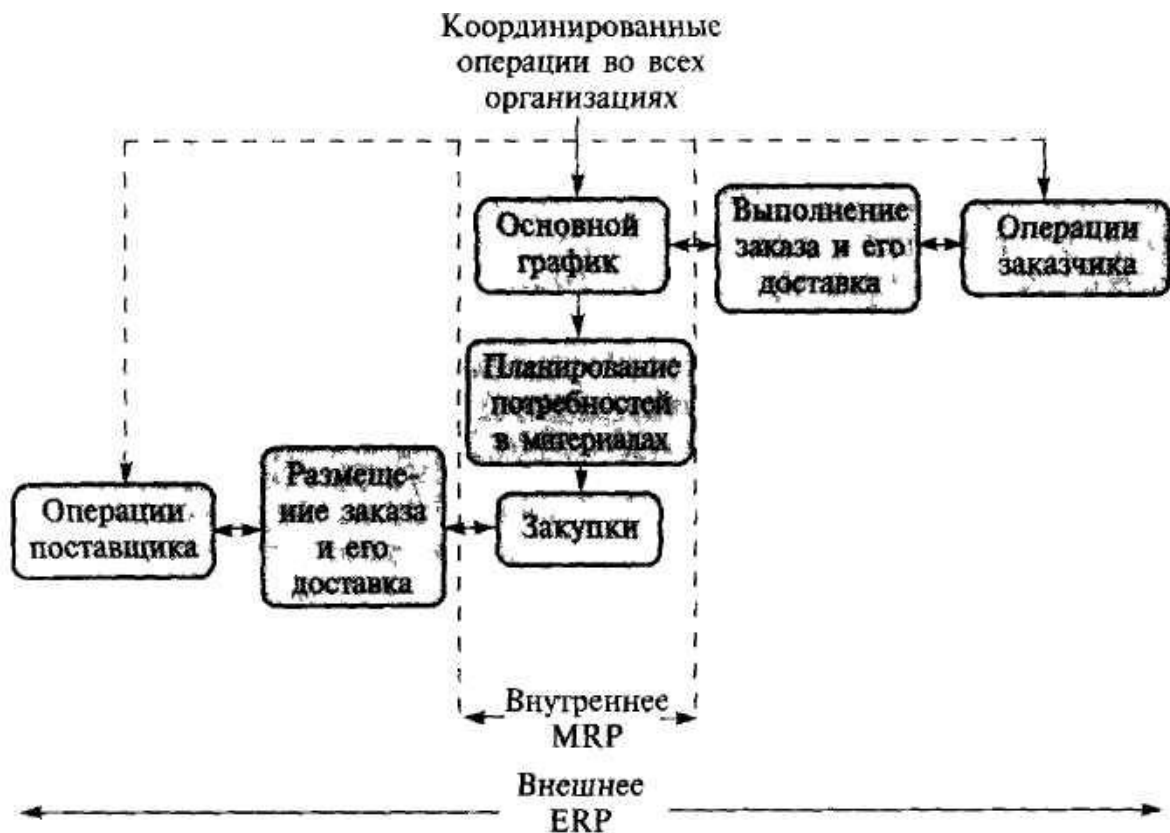 Координированные
операции во всех
организациях
Основной
график
Выполнение
заказа и его
доставка
Операции
заказчика
Планирование
потребностей
в материалах
Операции
поставщика
Размеще-
ние заказа
и его
доставка
Закупки
Внутреннее
MRP
Внешнее
ERP